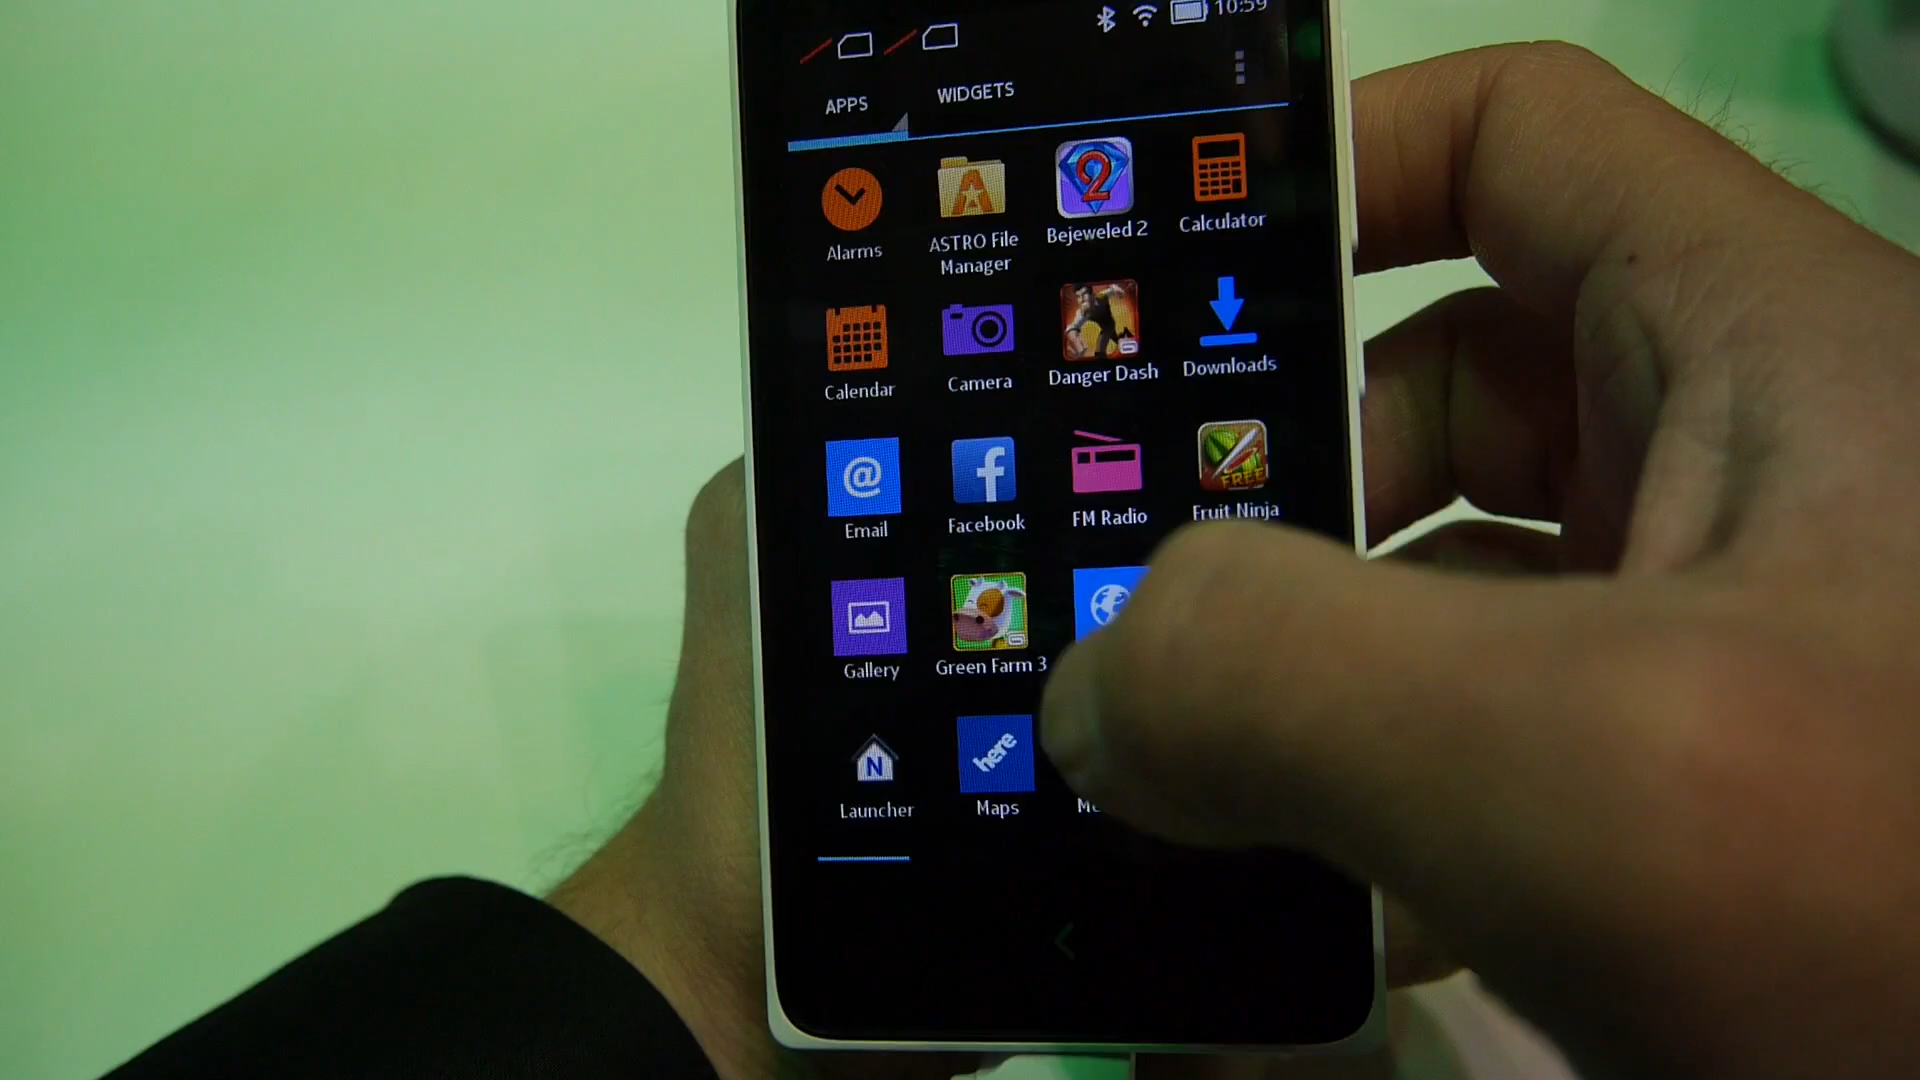 10:59
APPS WIDGETS
2
Alarms
A
ASTRO File
Manager
Bejeweled 2
Calculator
Calendar
Camera
Danger Dash
Downloads
@
f
FREE
Email
Facebook
FM Radio
Fruit Ninja
Gallery
Green Farm 3
N
here
Launcher
Maps